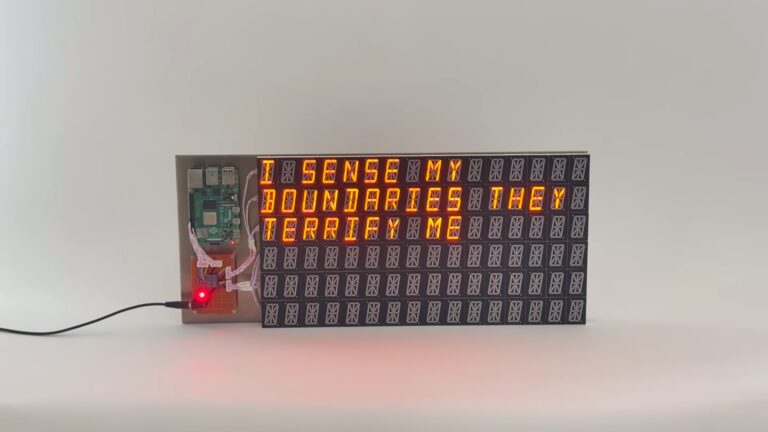 I SENSE MY
BOUNDARIES THEY
TERRIFY ME